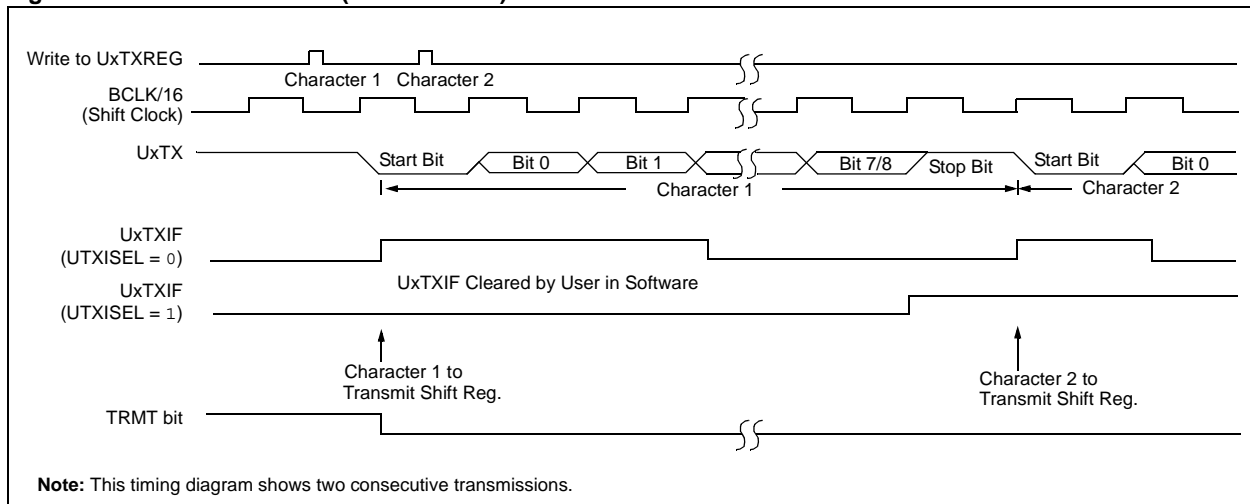 Write to UxTXREG
Character 1 Character 2
BCLK/16
(Shift Clock)
UxTX
Start Bit Bit 0 Bit 1 Bit 7/8 Stop Bit Start Bit Bit 0
Character 1 Character 2
UxTXIF
(UTXISEL = 0)
UxTXIF Cleared by User in Software
UxTXIF
(UTXISEL = 1)
Character 1 to
Transmit Shift Reg.
Character 2 to
Transmit Shift Reg.
TRMT bit
Note: This timing diagram shows two consecutive transmissions.